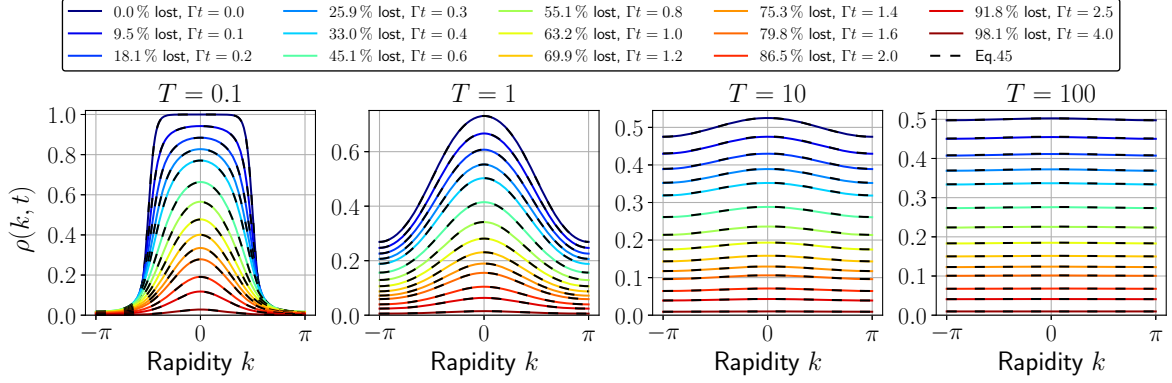 0.0 % lost, Γt = 0.0 25.9 % lost, Γt = 0.3 55.1 % lost, Γt = 0.8 75.3 % lost, Γt = 1.4 91.8 % lost, Γt = 2.5
9.5 % lost, Γt = 0.1 33.0 % lost, Γt = 0.4 63.2 % lost, Γt = 1.0 79.8 % lost, Γt = 1.6 98.1 % lost, Γt = 4.0
18.1 % lost, Γt = 0.2 45.1 % lost, Γt = 0.6 69.9 % lost, Γt = 1.2 86.5 % lost, Γt = 2.0 Eq.45
T = 0.1 T = 1 T = 10 T = 100
ρ(k, t)
1.0
0.8
0.6
0.4
0.2
0.0
−π 0 π
Rapidity k
0.6
0.4
0.2
0.0
−π 0 π
Rapidity k
0.5
0.4
0.3
0.2
0.1
0.0
−π 0 π
Rapidity k
0.5
0.4
0.3
0.2
0.1
0.0
−π 0 π
Rapidity k